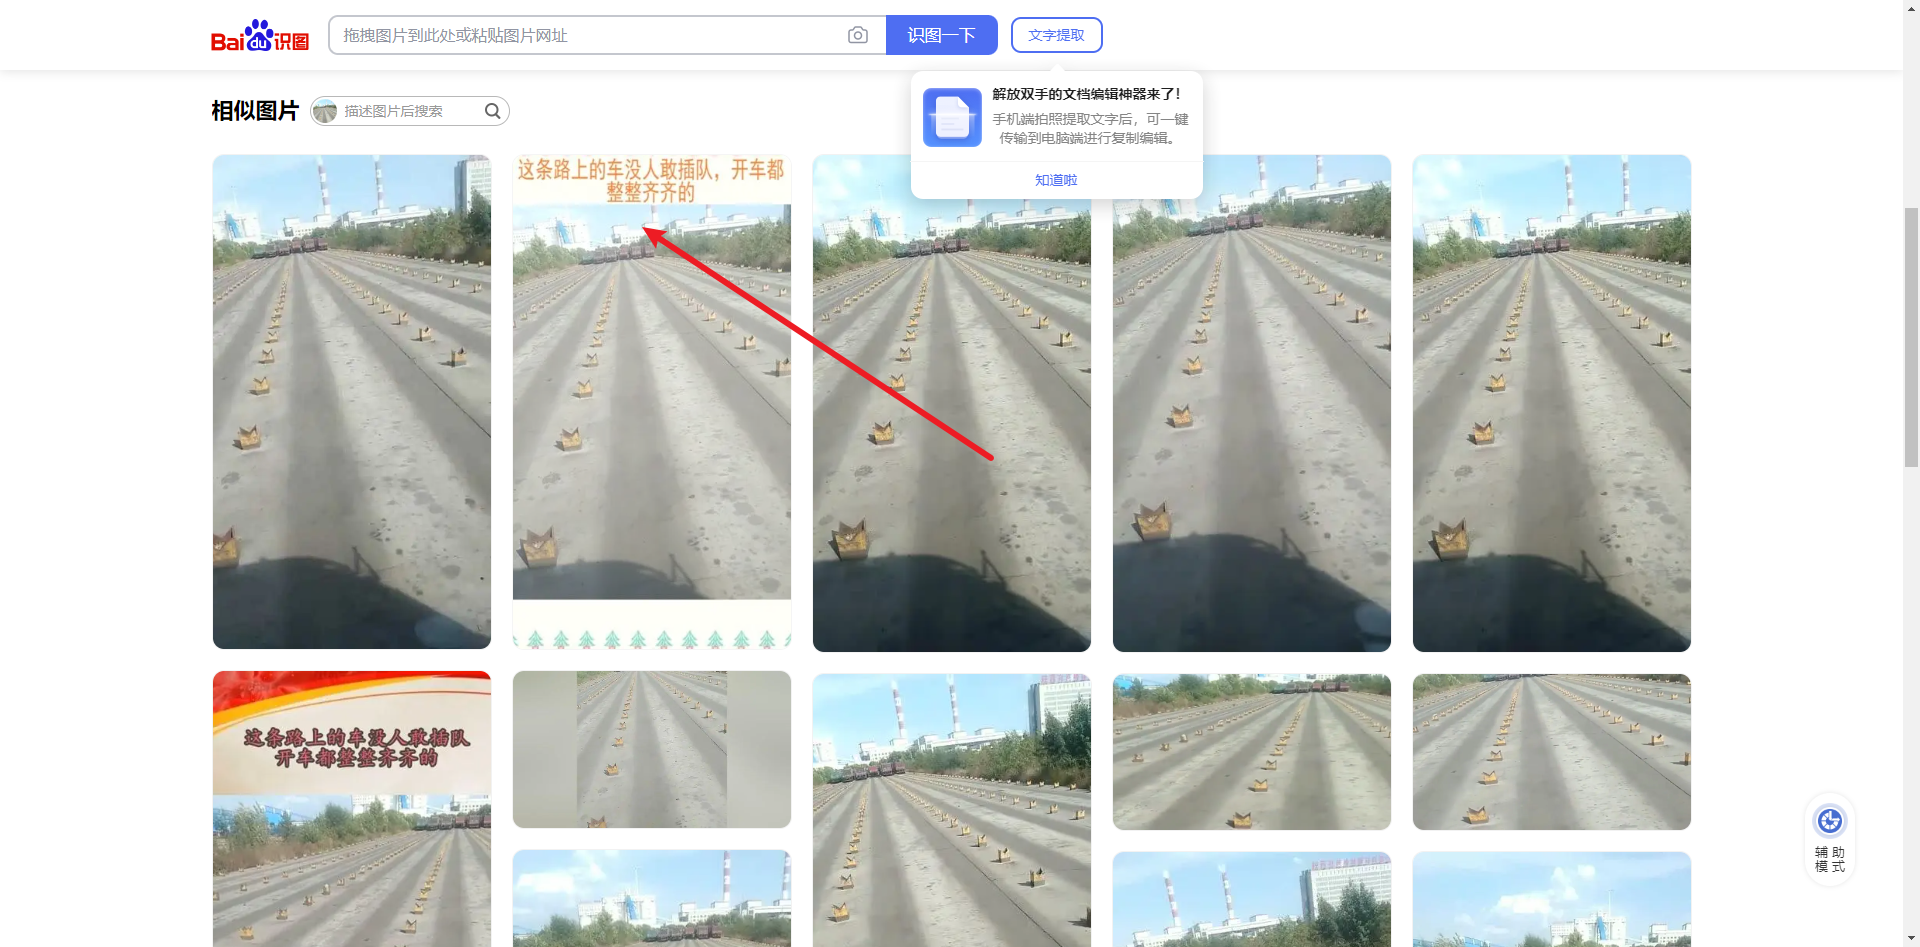 Bai du 识图
拖拽图片到此处或粘贴图片网址
识图一下
文字提取
相似图片
描述图片后搜索
解放双手的文档编辑神器来了！
手机端拍照提取文字后，可一键
传输到电脑端进行复制编辑。
知道啦
这条路上的车没人敢插队，开车都
整整齐齐的
这条路上的车没人敢插队
开车都整整齐齐的
辅助
模式